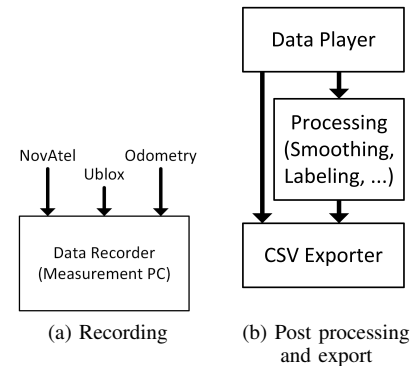 NovAtel
Ublox
Odometry
Data Recorder
(Measurement PC)
(a) Recording
Data Player
Processing
(Smoothing,
Labeling, ...)
CSV Exporter
(b) Post processing
and export